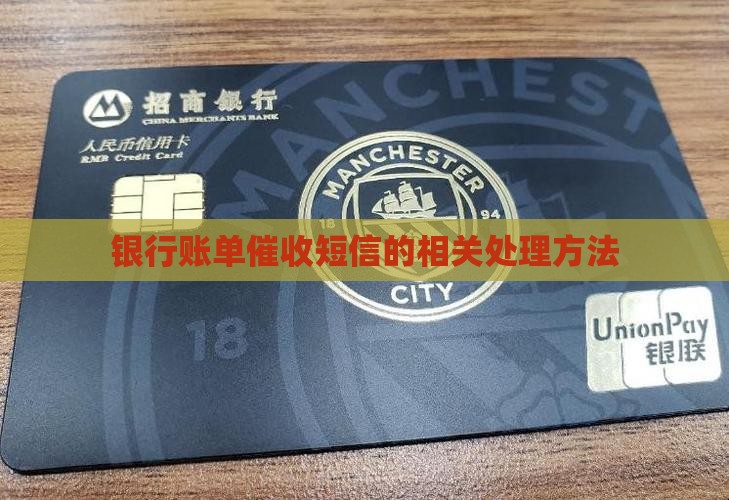 招商银行
CHINA MERCHANTS BANK
人民币信用卡
RMB Credit Card
MANCHESTER
MANCHESTER
18 94
银行账单催收短信的相关处理方法
CITY
18
UnionPay
银联